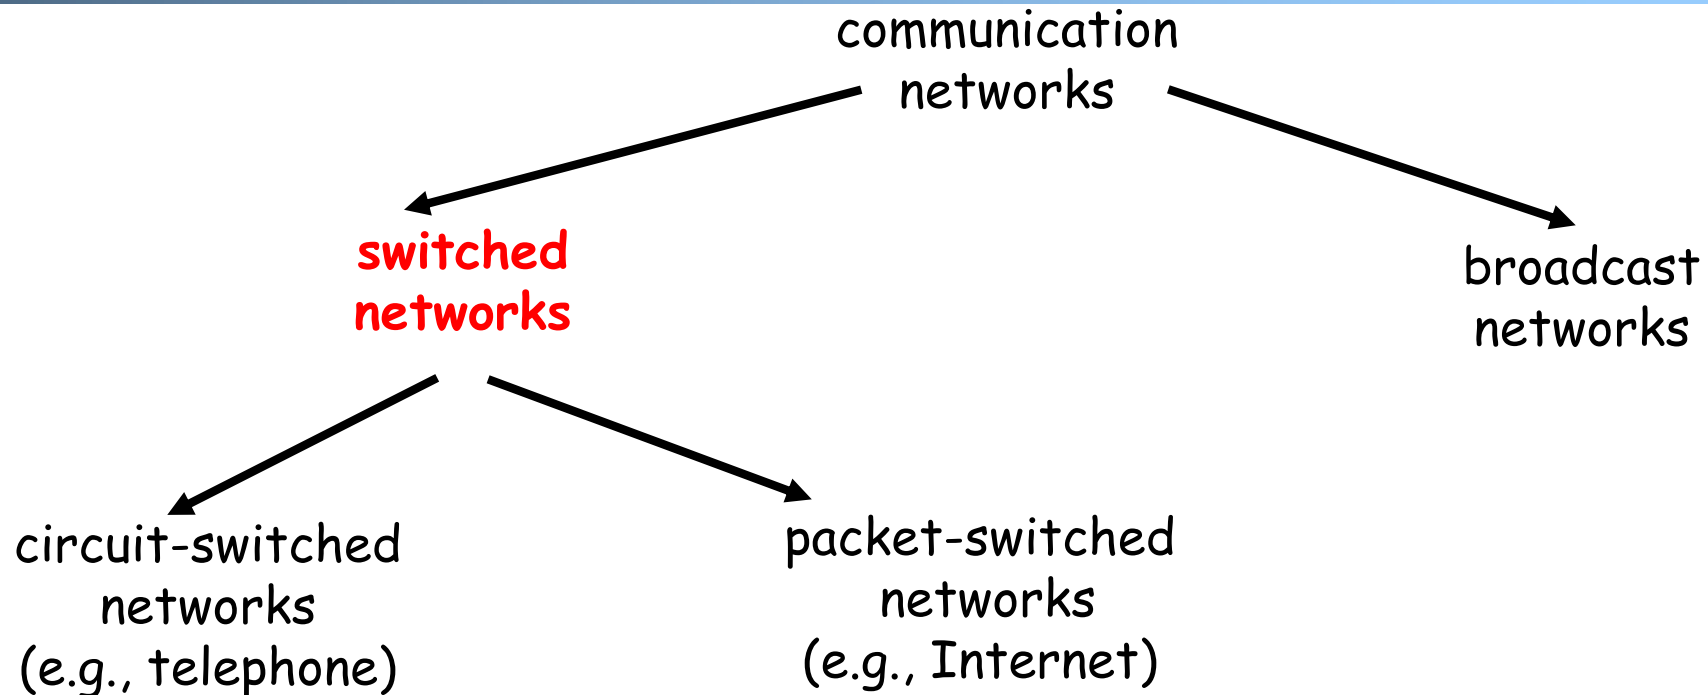 communication
networks
switched
networks
broadcast
networks
circuit-switched
networks
(e.g., telephone)
packet-switched
networks
(e.g., Internet)